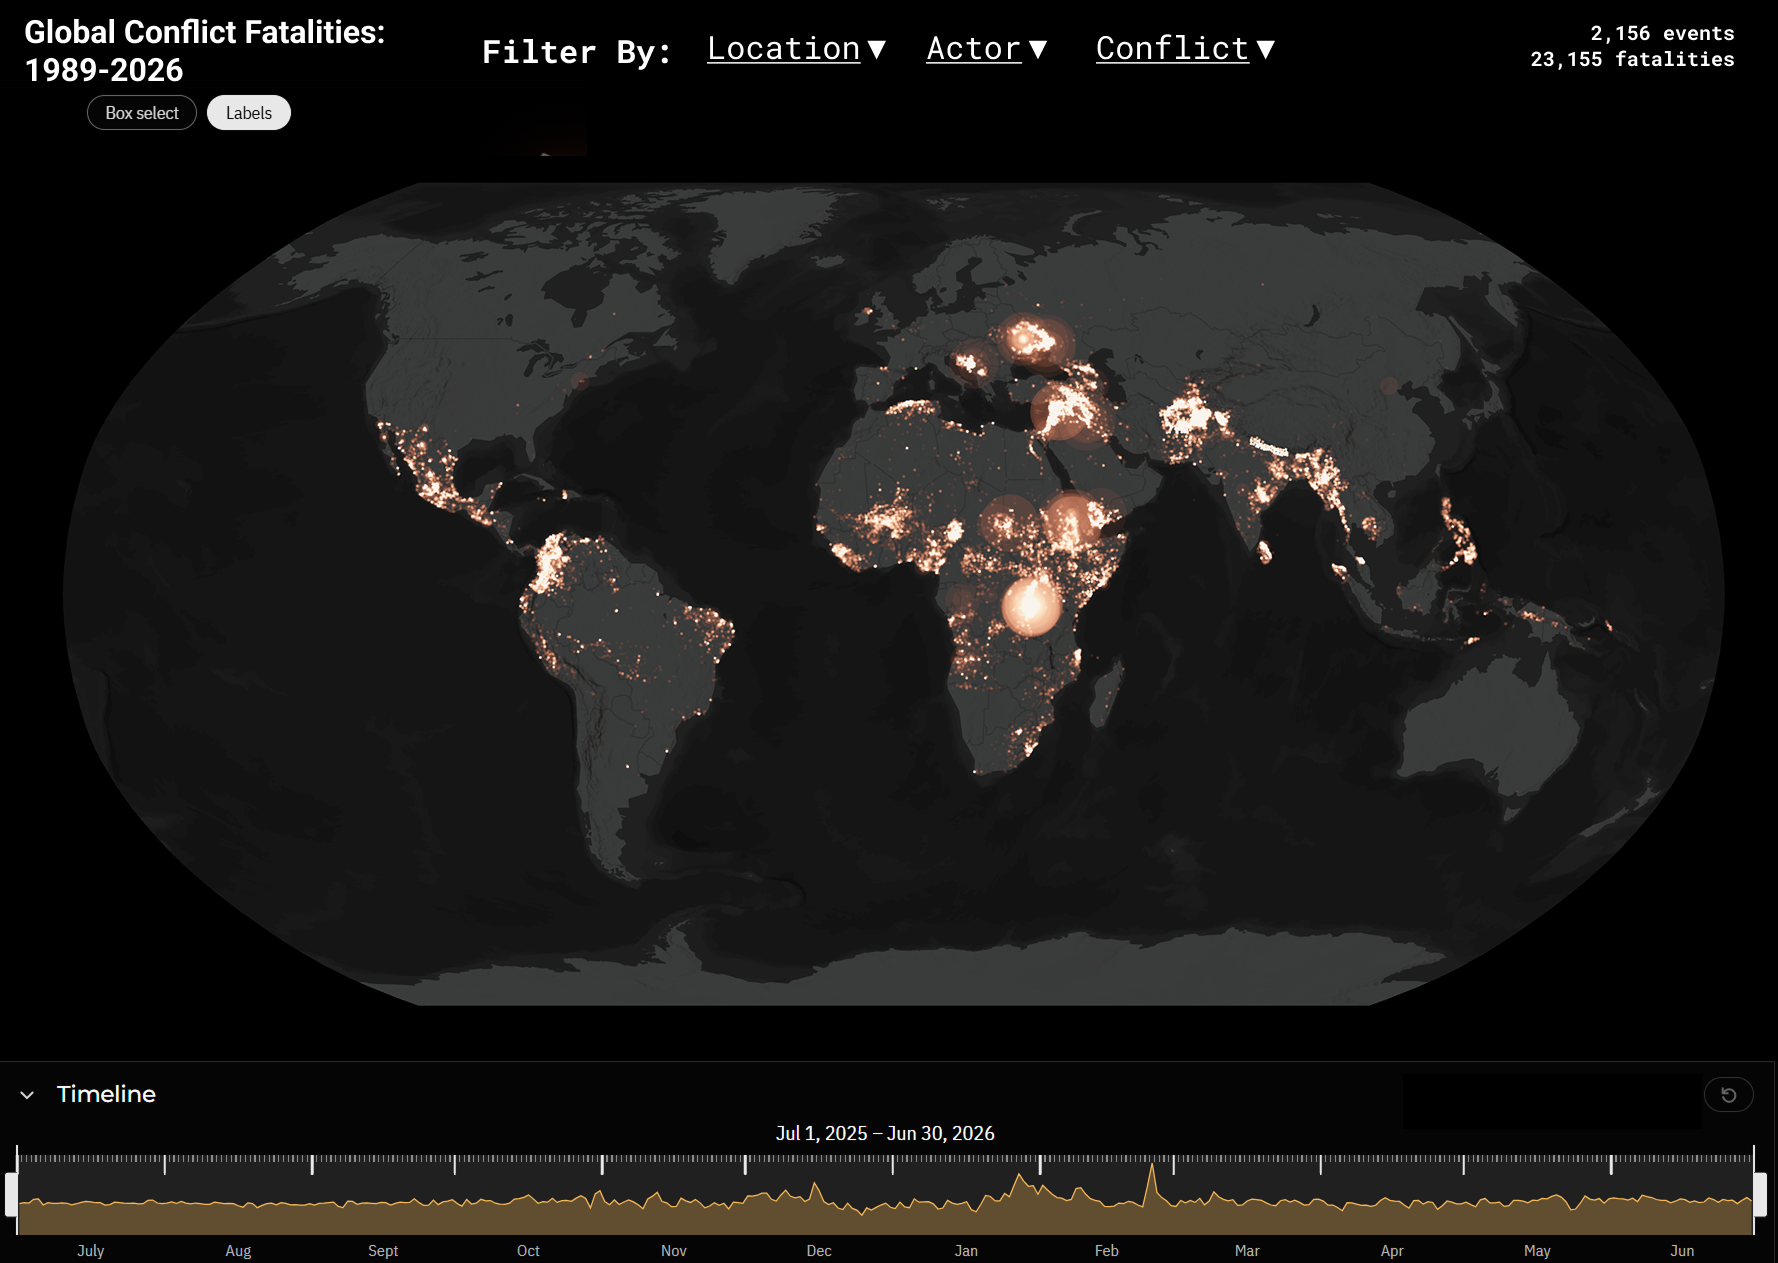 Global Conflict Fatalities:
1989-2026
Filter By: Location▼ Actor▼ Conflict▼
2,156 events
23,155 fatalities
Box select
Labels
Timeline
Jul 1, 2025 – Jun 30, 2026
July Aug Sept Oct Nov Dec Jan Feb Mar Apr May Jun